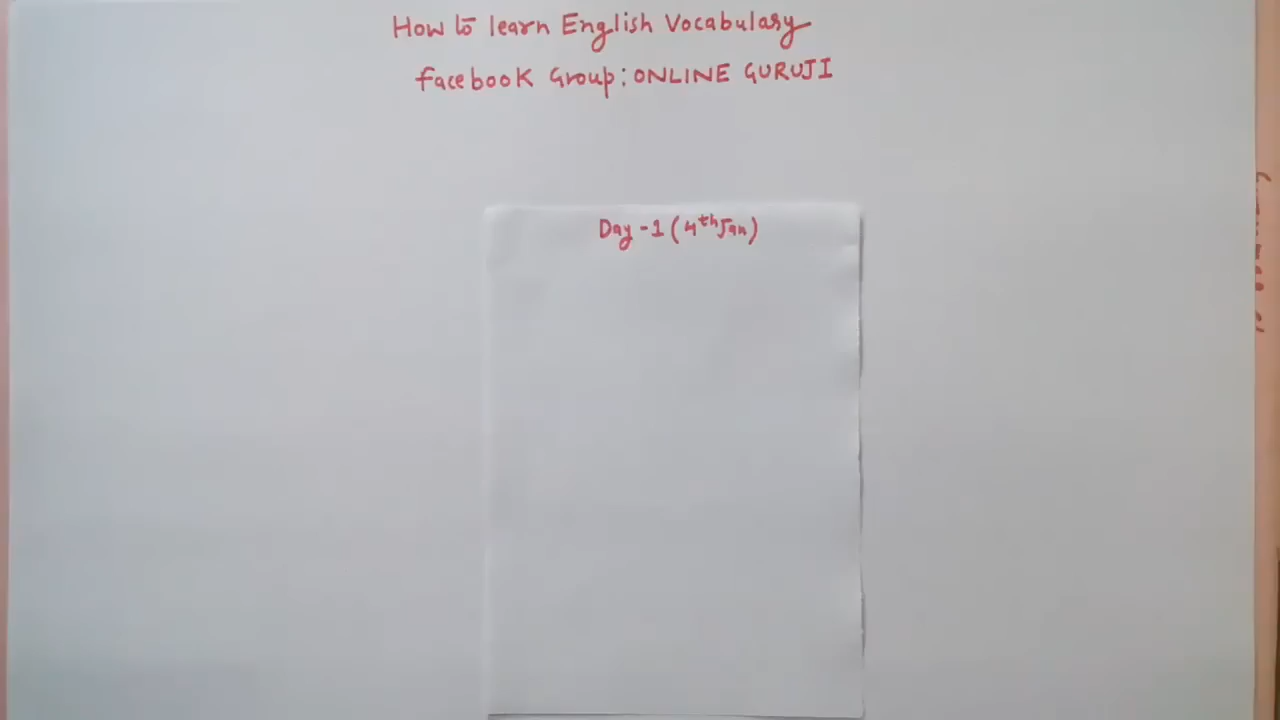 How to learn English Vocabulary
facebook Group: ONLINE GURUJI
Day -1 (4th Jan)